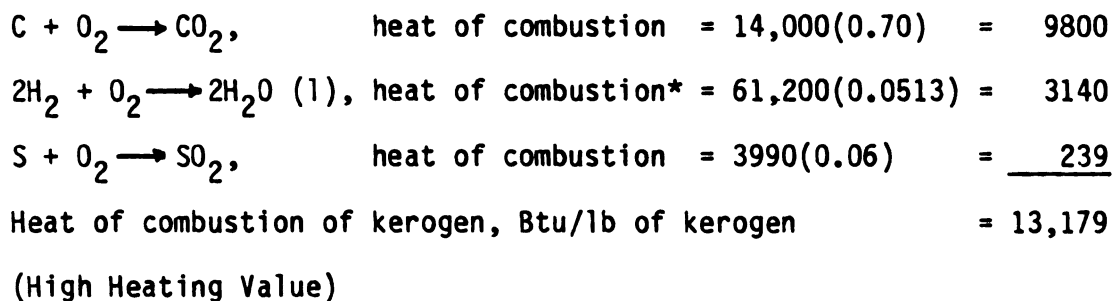 C + O2 → CO2, heat of combustion = 14,000(0.70) = 9800
2H2 + O2 → 2H2O (l), heat of combustion* = 61,200(0.0513) = 3140
S + O2 → SO2, heat of combustion = 3990(0.06) = 239
Heat of combustion of kerogen, Btu/lb of kerogen = 13,179
(High Heating Value)